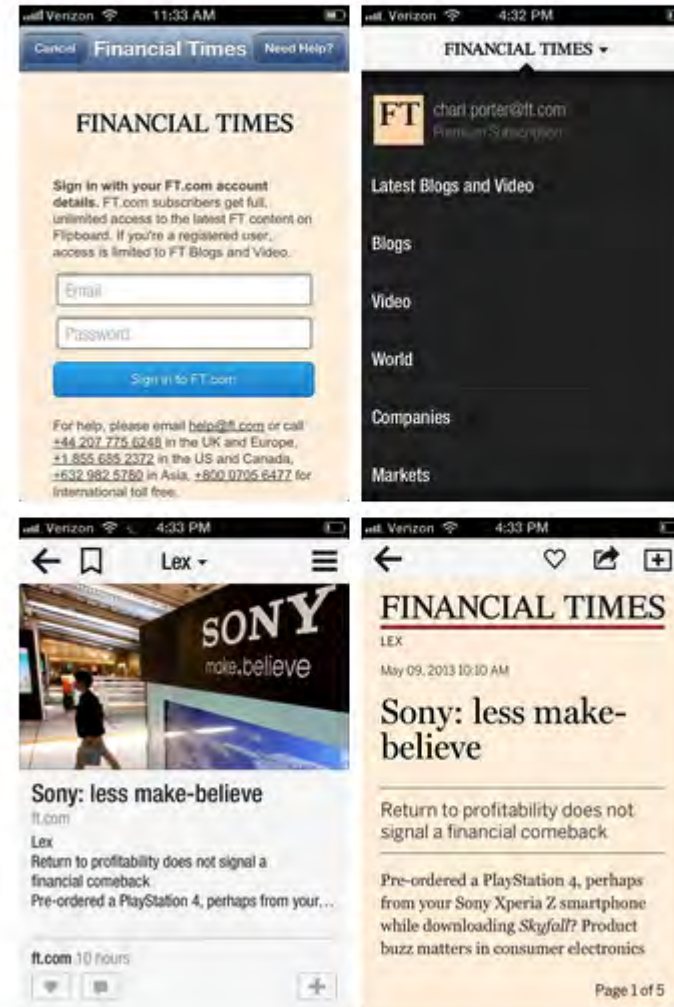 Verizon 11:33 AM
Cancel Financial Times Need Help?
FINANCIAL TIMES
Sign in with your FT.com account
details. FT.com subscribers get full,
unlimited access to the latest FT content on
Flipboard. If you're a registered user,
access is limited to FT Blogs and Video.
Email
Password
Sign in to FT.com
For help, please email help@ft.com or call
+44 207 775 6248 in the UK and Europe,
+1 855 685 2372 in the US and Canada,
+632 982 5780 in Asia, +800 0705 6477 for
International toll free.
Verizon 4:32 PM
FINANCIAL TIMES
FT
porter@ft.com
Premium Subscription
Latest Blogs and Video
Blogs
Video
World
Companies
Markets
Verizon 4:33 PM
Lex
SONY
make.believe
Sony: less make-believe
ft.com
Lex
Return to profitability does not signal a
financial comeback
Pre-ordered a PlayStation 4, perhaps from your…
ft.com 10 hours
Verizon 4:33 PM
FINANCIAL TIMES
LEX
May 09, 2013 10:10 AM
Sony: less make-
believe
Return to profitability does not
signal a financial comeback
Pre-ordered a PlayStation 4, perhaps
from your Sony Xperia Z smartphone
while downloading Skyfall? Product
buzz matters in consumer electronics
Page 1 of 5